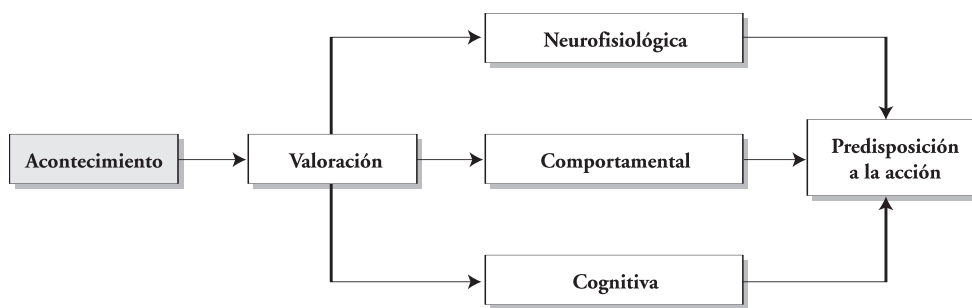 Neurofisiológica
Acontecimiento
Valoración
Comportamental
Predisposición
a la acción
Cognitiva